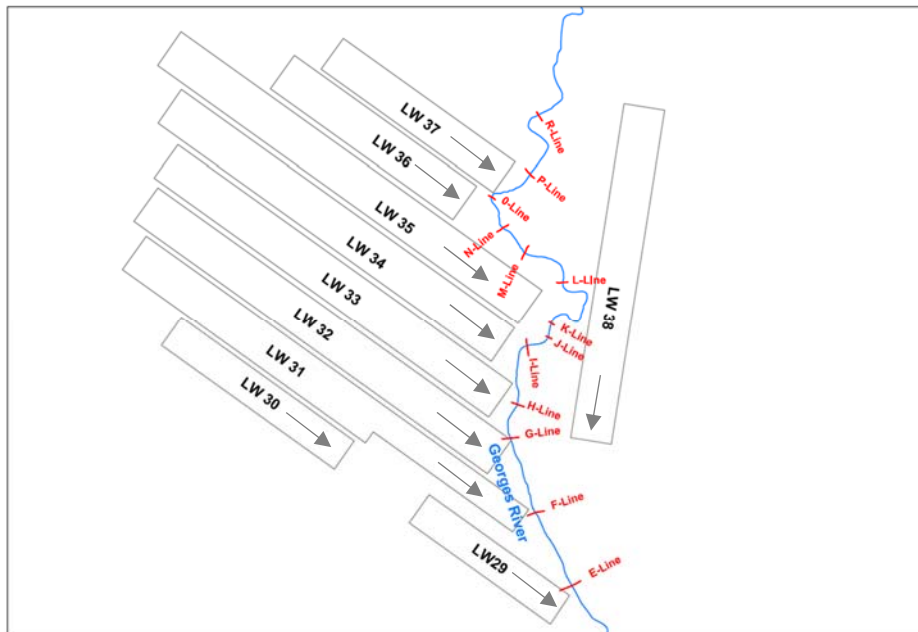 LW 37
R-Line
LW 36
P-Line
0-Line
LW 35
N-Line
LW 34
M-Line
L-LIne
LW 33
LW 38
K-Line
LW 32
J-Line
I-Line
LW 31
H-Line
LW 30
G-Line
Georges River
F-Line
LW29
E-Line